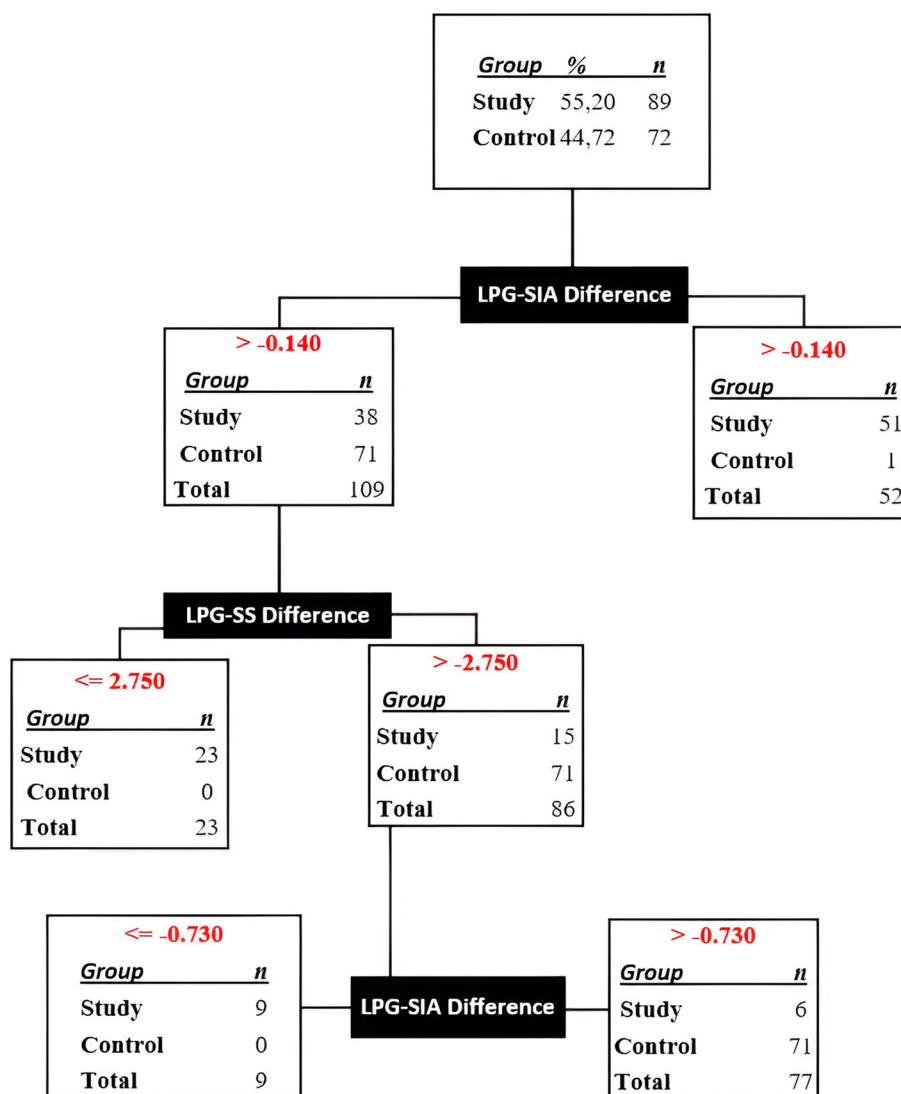 Group % n
Study 55,20 89
Control 44,72 72
LPG-SIA Difference
> -0.140
Group n
Study 38
Control 71
Total 109
> -0.140
Group n
Study 51
Control 1
Total 52
LPG-SS Difference
<= 2.750
Group n
Study 23
Control 0
Total 23
> -2.750
Group n
Study 15
Control 71
Total 86
LPG-SIA Difference
<= -0.730
Group n
Study 9
Control 0
Total 9
> -0.730
Group n
Study 6
Control 71
Total 77